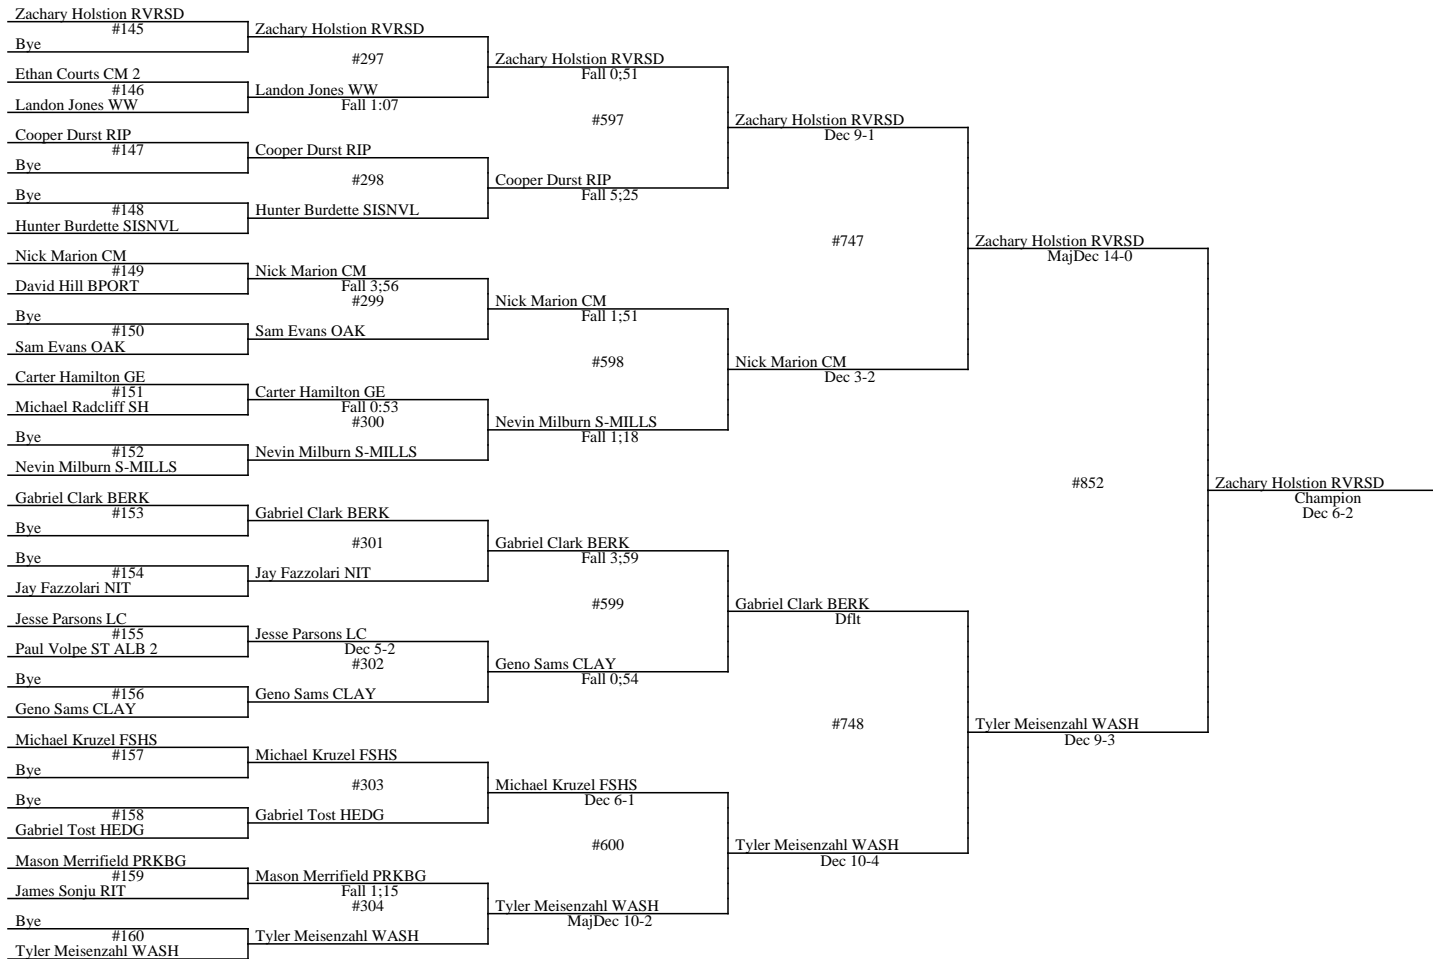 Zachary Holstion RVRSD
#145
Bye
Ethan Courts CM 2
#146
Landon Jones WW
Cooper Durst RIP
#147
Bye
Bye
#148
Hunter Burdette SISNVL
Nick Marion CM
#149
David Hill BPORT
Bye
#150
Sam Evans OAK
Carter Hamilton GE
#151
Michael Radcliff SH
Bye
#152
Nevin Milburn S-MILLS
Gabriel Clark BERK
#153
Bye
Bye
#154
Jay Fazzolari NIT
Jesse Parsons LC
#155
Paul Volpe ST ALB 2
Bye
#156
Geno Sams CLAY
Michael Kruzel FSHS
#157
Bye
Bye
#158
Gabriel Tost HEDG
Mason Merrifield PRKBG
#159
James Sonju RIT
Bye
#160
Tyler Meisenzahl WASH
Zachary Holstion RVRSD
#297
Landon Jones WW
Fall 1:07
Cooper Durst RIP
#298
Hunter Burdette SISNVL
Nick Marion CM
Fall 3;56
#299
Sam Evans OAK
Carter Hamilton GE
Fall 0:53
#300
Nevin Milburn S-MILLS
Gabriel Clark BERK
#301
Jay Fazzolari NIT
Jesse Parsons LC
Dec 5-2
#302
Geno Sams CLAY
Michael Kruzel FSHS
#303
Gabriel Tost HEDG
Mason Merrifield PRKBG
Fall 1;15
#304
Tyler Meisenzahl WASH
Zachary Holstion RVRSD
Fall 0;51
#597
Cooper Durst RIP
Fall 5;25
Nick Marion CM
Fall 1;51
#598
Nevin Milburn S-MILLS
Fall 1;18
Gabriel Clark BERK
Fall 3;59
#599
Geno Sams CLAY
Fall 0;54
Michael Kruzel FSHS
Dec 6-1
#600
Tyler Meisenzahl WASH
MajDec 10-2
Zachary Holstion RVRSD
Dec 9-1
#747
Nick Marion CM
Dec 3-2
Gabriel Clark BERK
Dflt
#748
Tyler Meisenzahl WASH
Dec 10-4
Zachary Holstion RVRSD
MajDec 14-0
#852
Tyler Meisenzahl WASH
Dec 9-3
Zachary Holstion RVRSD
Champion
Dec 6-2